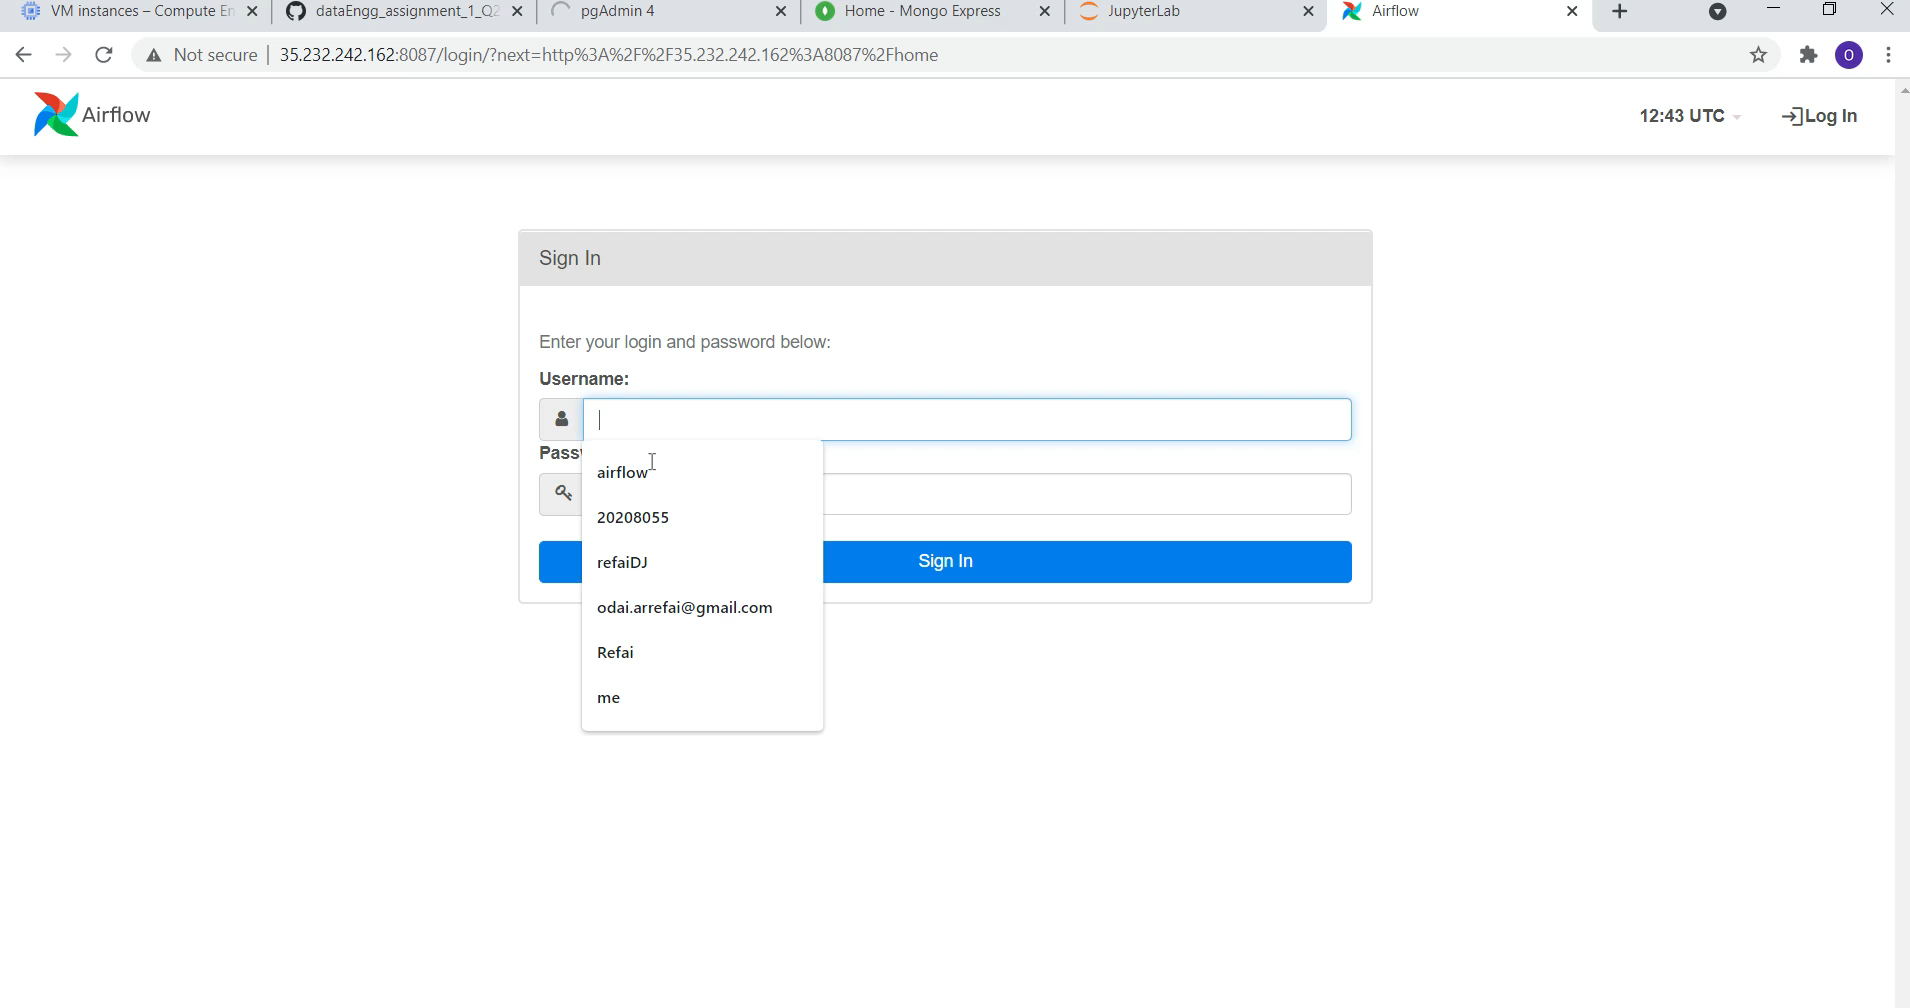 VM instances – Compute En
dataEngg_assignment_1_Q2
pgAdmin 4
Home - Mongo Express
JupyterLab
Airflow
Not secure
35.232.242.162:8087/login/?next=http%3A%2F%2F35.232.242.162%3A8087%2Fhome
O
Airflow
12:43 UTC
Log In
Sign In
Enter your login and password below:
Username:
Passw
airflow
20208055
refaiDJ
odai.arrefai@gmail.com
Refai
me
Sign In